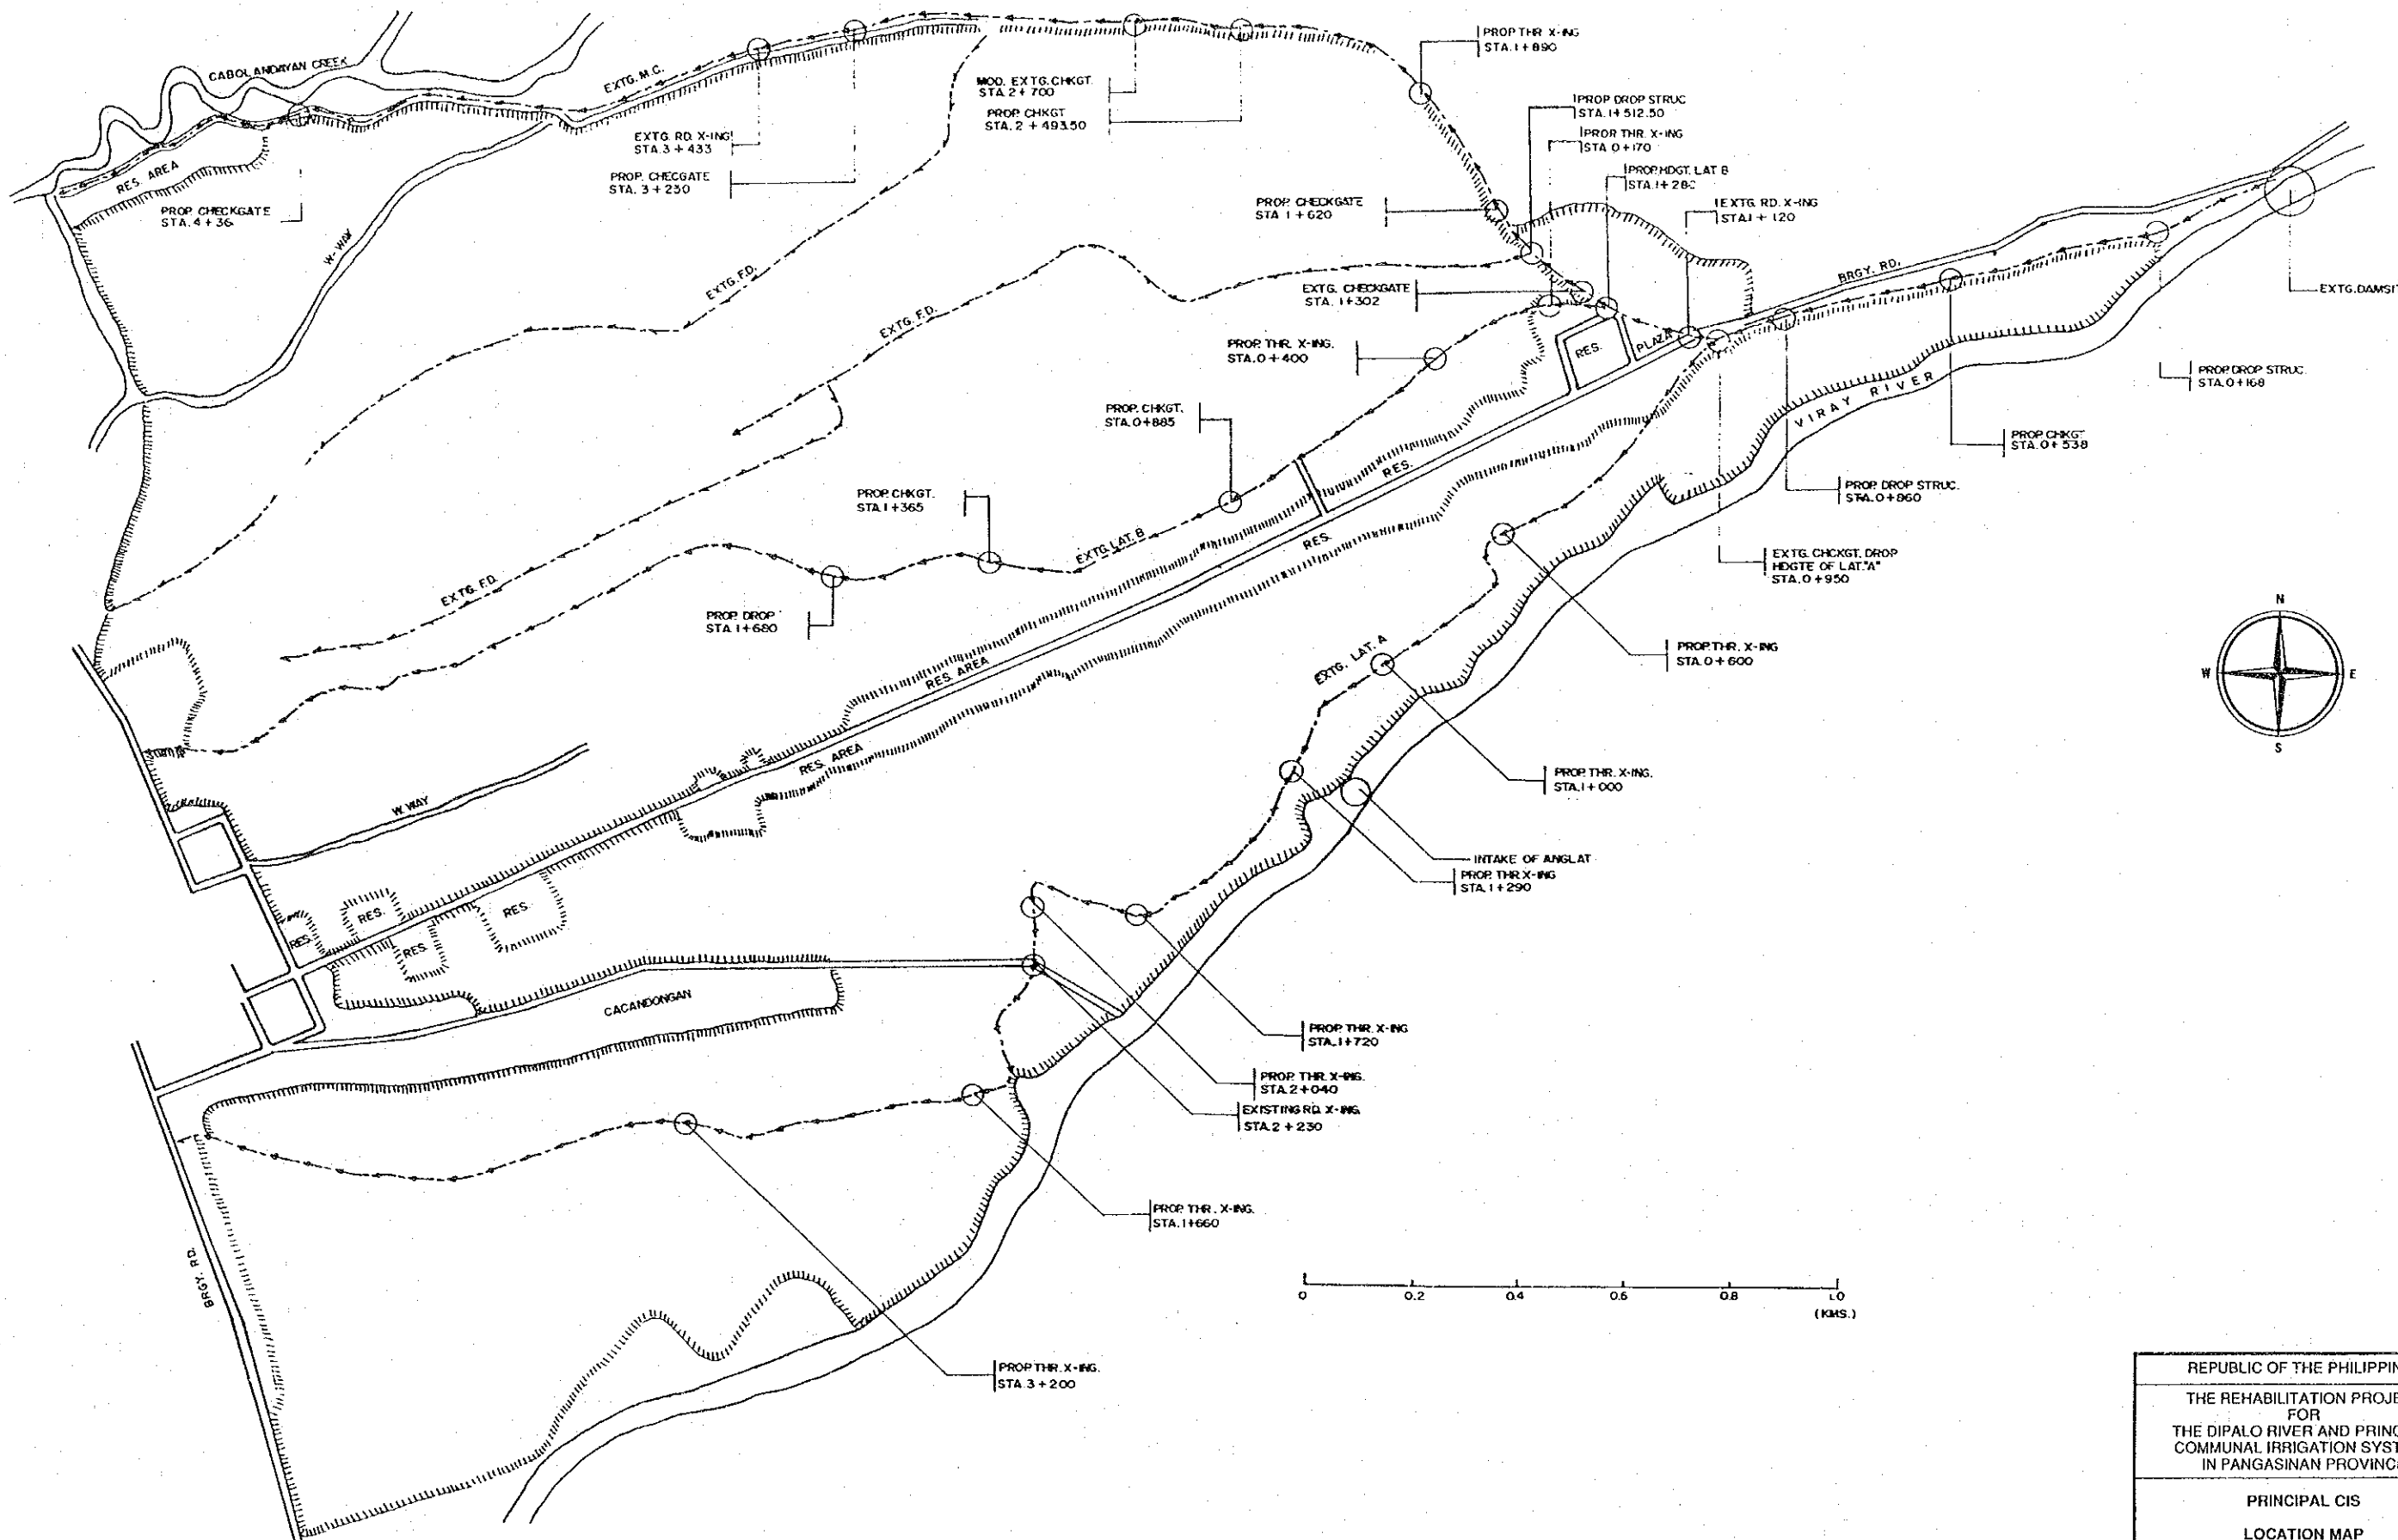 CABOLANDAYAN CREEK
EXTG. M.C.
RES. AREA
PROP. CHECKGATE
STA. 4+36
W-WAY
EXTG. RD. X-ING
STA. 3 + 433
PROP. CHECGATE
STA. 3 + 230
MOD. EXTG. CHKGT.
STA. 2 + 700
PROP. CHKGT
STA. 2 + 493.50
PROP THR X-ING
STA. 1 + 890
PROP DROP STRUC
STA. 1+ 512.50
PROP. THR. X-ING
STA 0+170
PROP. HDGT. LAT B
STA. 1+ 280
EXTG. RD. X-ING
STA. 1 + 120
PROP. CHECKGATE
STA 1 + 620
EXTG. CHECKGATE
STA. 1+302
BRGY. RD.
EXTG. DAMSIT
EXTG. F.D.
EXTG. F.D.
PROP. THR. X-ING.
STA. 0+400
RES.
PLAZA
VIRAY RIVER
PROP. DROP STRUC.
STA. 0+168
PROP. CHKGT
STA. 0+538
PROP. CHKGT.
STA. 0+885
RES.
PROP. DROP STRUC.
STA. 0+860
PROP. CHKGT.
STA. 1+365
EXTG. LAT. B
RES.
EXTG. CHCKGT. DROP
HDGTE OF LAT. "A"
STA. 0+950
EXTG. F.D.
PROP. DROP
STA. 1+680
EXTG. LAT. A
PROP. THR. X-ING
STA. 0+600
N
W
E
S
RES. AREA
RES. AREA
W. WAY
PROP. THR. X-ING.
STA. 1+000
INTAKE OF ANGLAT
PROP. THR X-ING
STA. 1+290
RES.
RES.
RES.
RES.
CACANDONGAN
PROP. THR. X-ING
STA. 1+720
PROP. THR. X-ING.
STA. 2+040
EXISTING RD. X-ING.
STA. 2 + 230
PROP. THR. X-ING.
STA. 1+660
BRGY. RD.
0 0.2 0.4 0.6 0.8 1.0
(KMS.)
PROP. THR. X-ING.
STA. 3 + 200
REPUBLIC OF THE PHILIPPIN
THE REHABILITATION PROJE
FOR
THE DIPALO RIVER AND PRINC
COMMUNAL IRRIGATION SYST
IN PANGASINAN PROVINC
PRINCIPAL CIS
LOCATION MAP